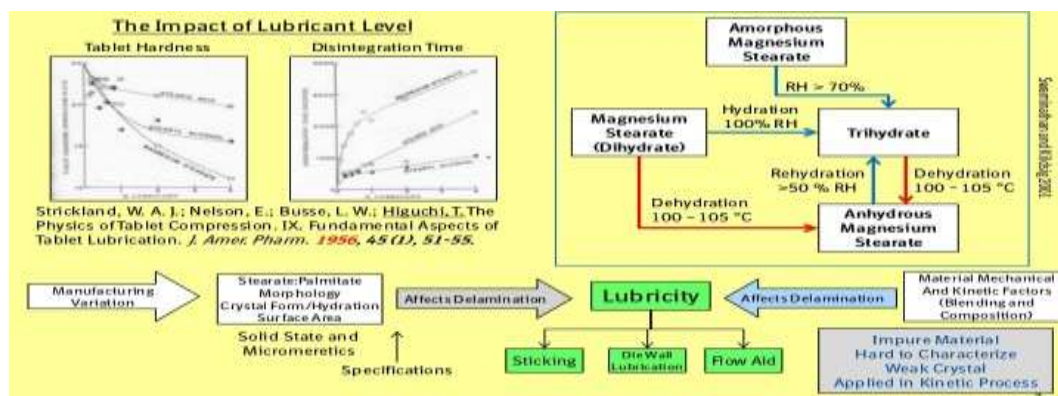 The Impact of Lubricant Level
Tablet Hardness
Disintegration Time
Strickland, W. A. J.; Nelson, E.; Busse, L. W.; Higuchi, T. The
Physics of Tablet Compression, IX. Fundamental Aspects
of Tablet Lubrication. J. Amer. Pharm. 1956, 45 (1), 51-55.
Amorphous
Magnesium
Stearate
RH > 70%
Hydration
100% RH
Magnesium
Stearate
(Dihydrate)
Trihydrate
Rehydration
>50 % RH
Dehydration
100 – 105 °C
Dehydration
100 – 105 °C
Anhydrous
Magnesium
Stearate
Manufacturing
Variation
Stearate:Palmitate
Morphology
Crystal Form/Hydration
Surface Area
Solid State and
Micromeretics
Specifications
Affects Delamination
Lubricity
Sticking
Die Wall
Lubrication
Flow Aid
Affects Delamination
Material Mechanical
And Kinetic Factors
(Blending and
Composition)
Impure Material
Hard to Characterize
Weak Crystal
Applied in Kinetic Process